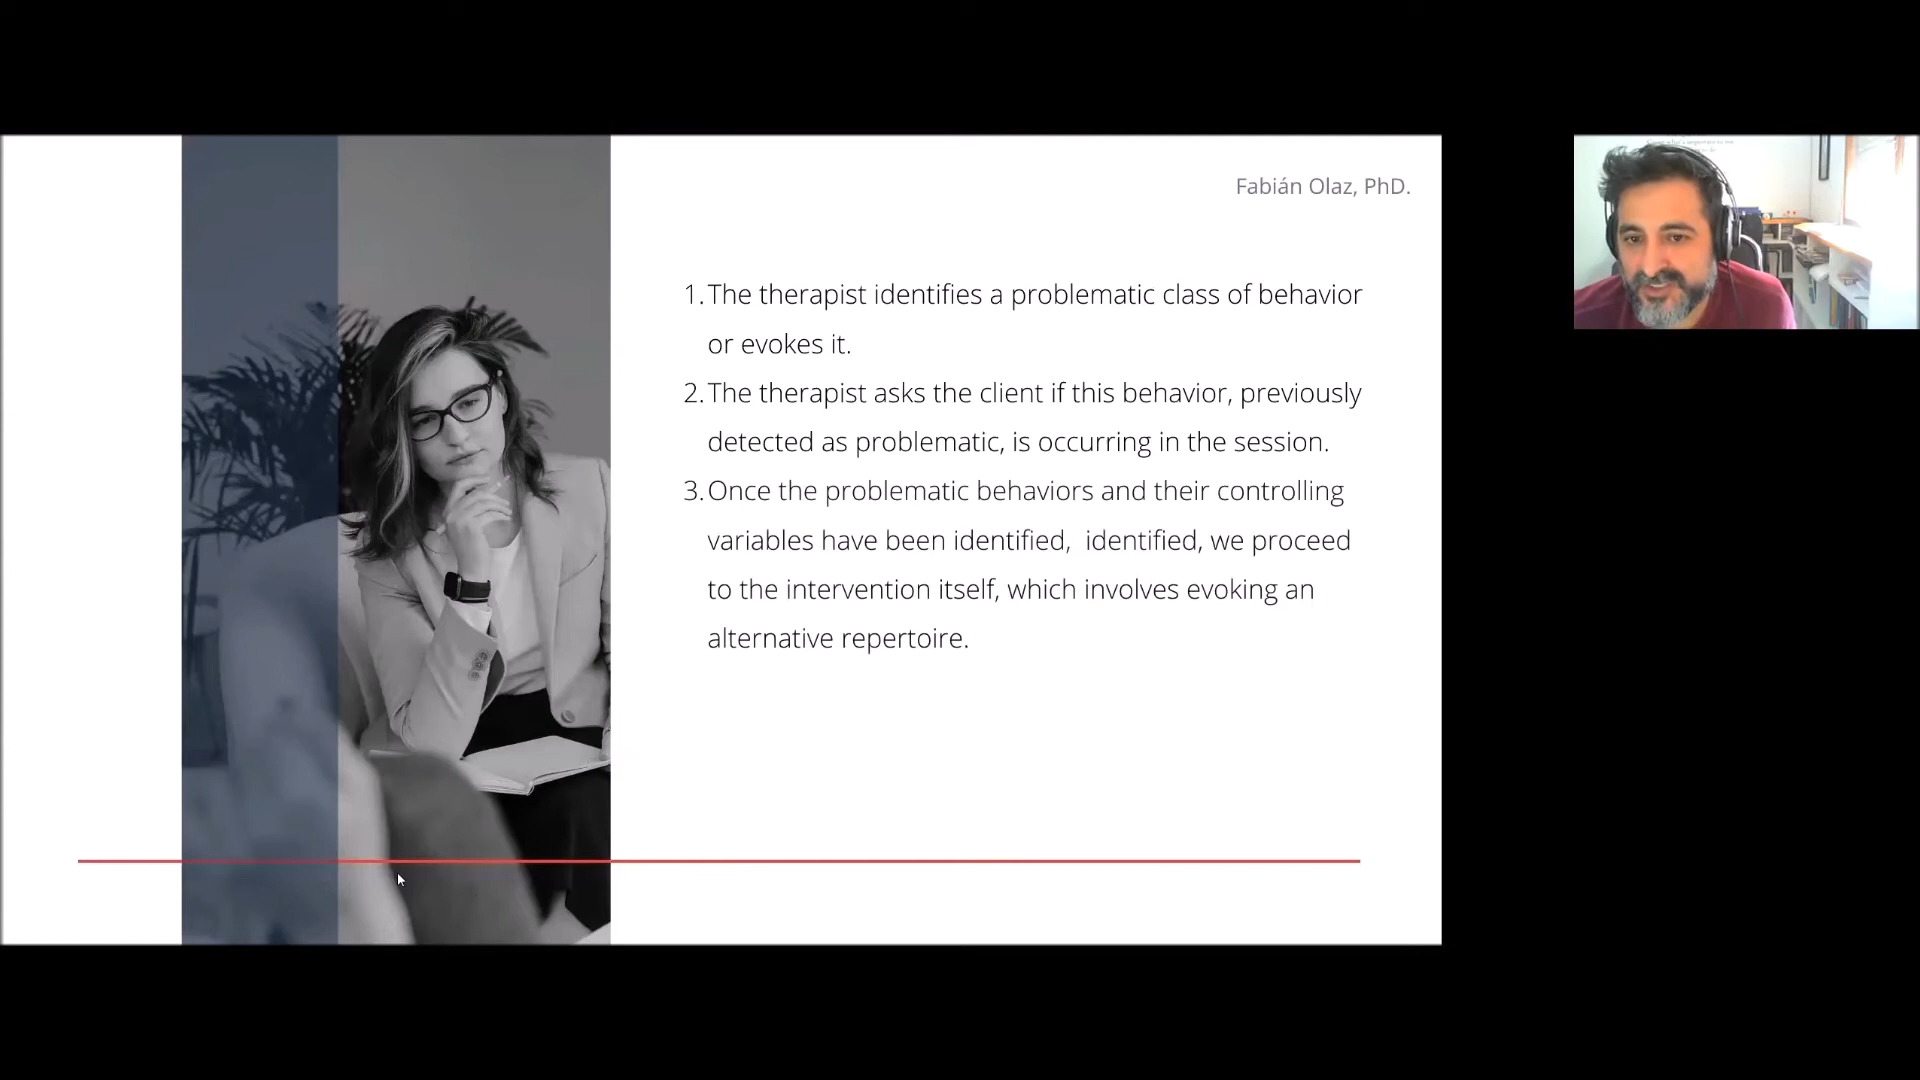 Fabián Olaz, PhD.
1. The therapist identifies a problematic class of behavior
or evokes it.
2. The therapist asks the client if this behavior, previously
detected as problematic, is occurring in the session.
3. Once the problematic behaviors and their controlling
variables have been identified,  identified, we proceed
to the intervention itself, which involves evoking an
alternative repertoire.